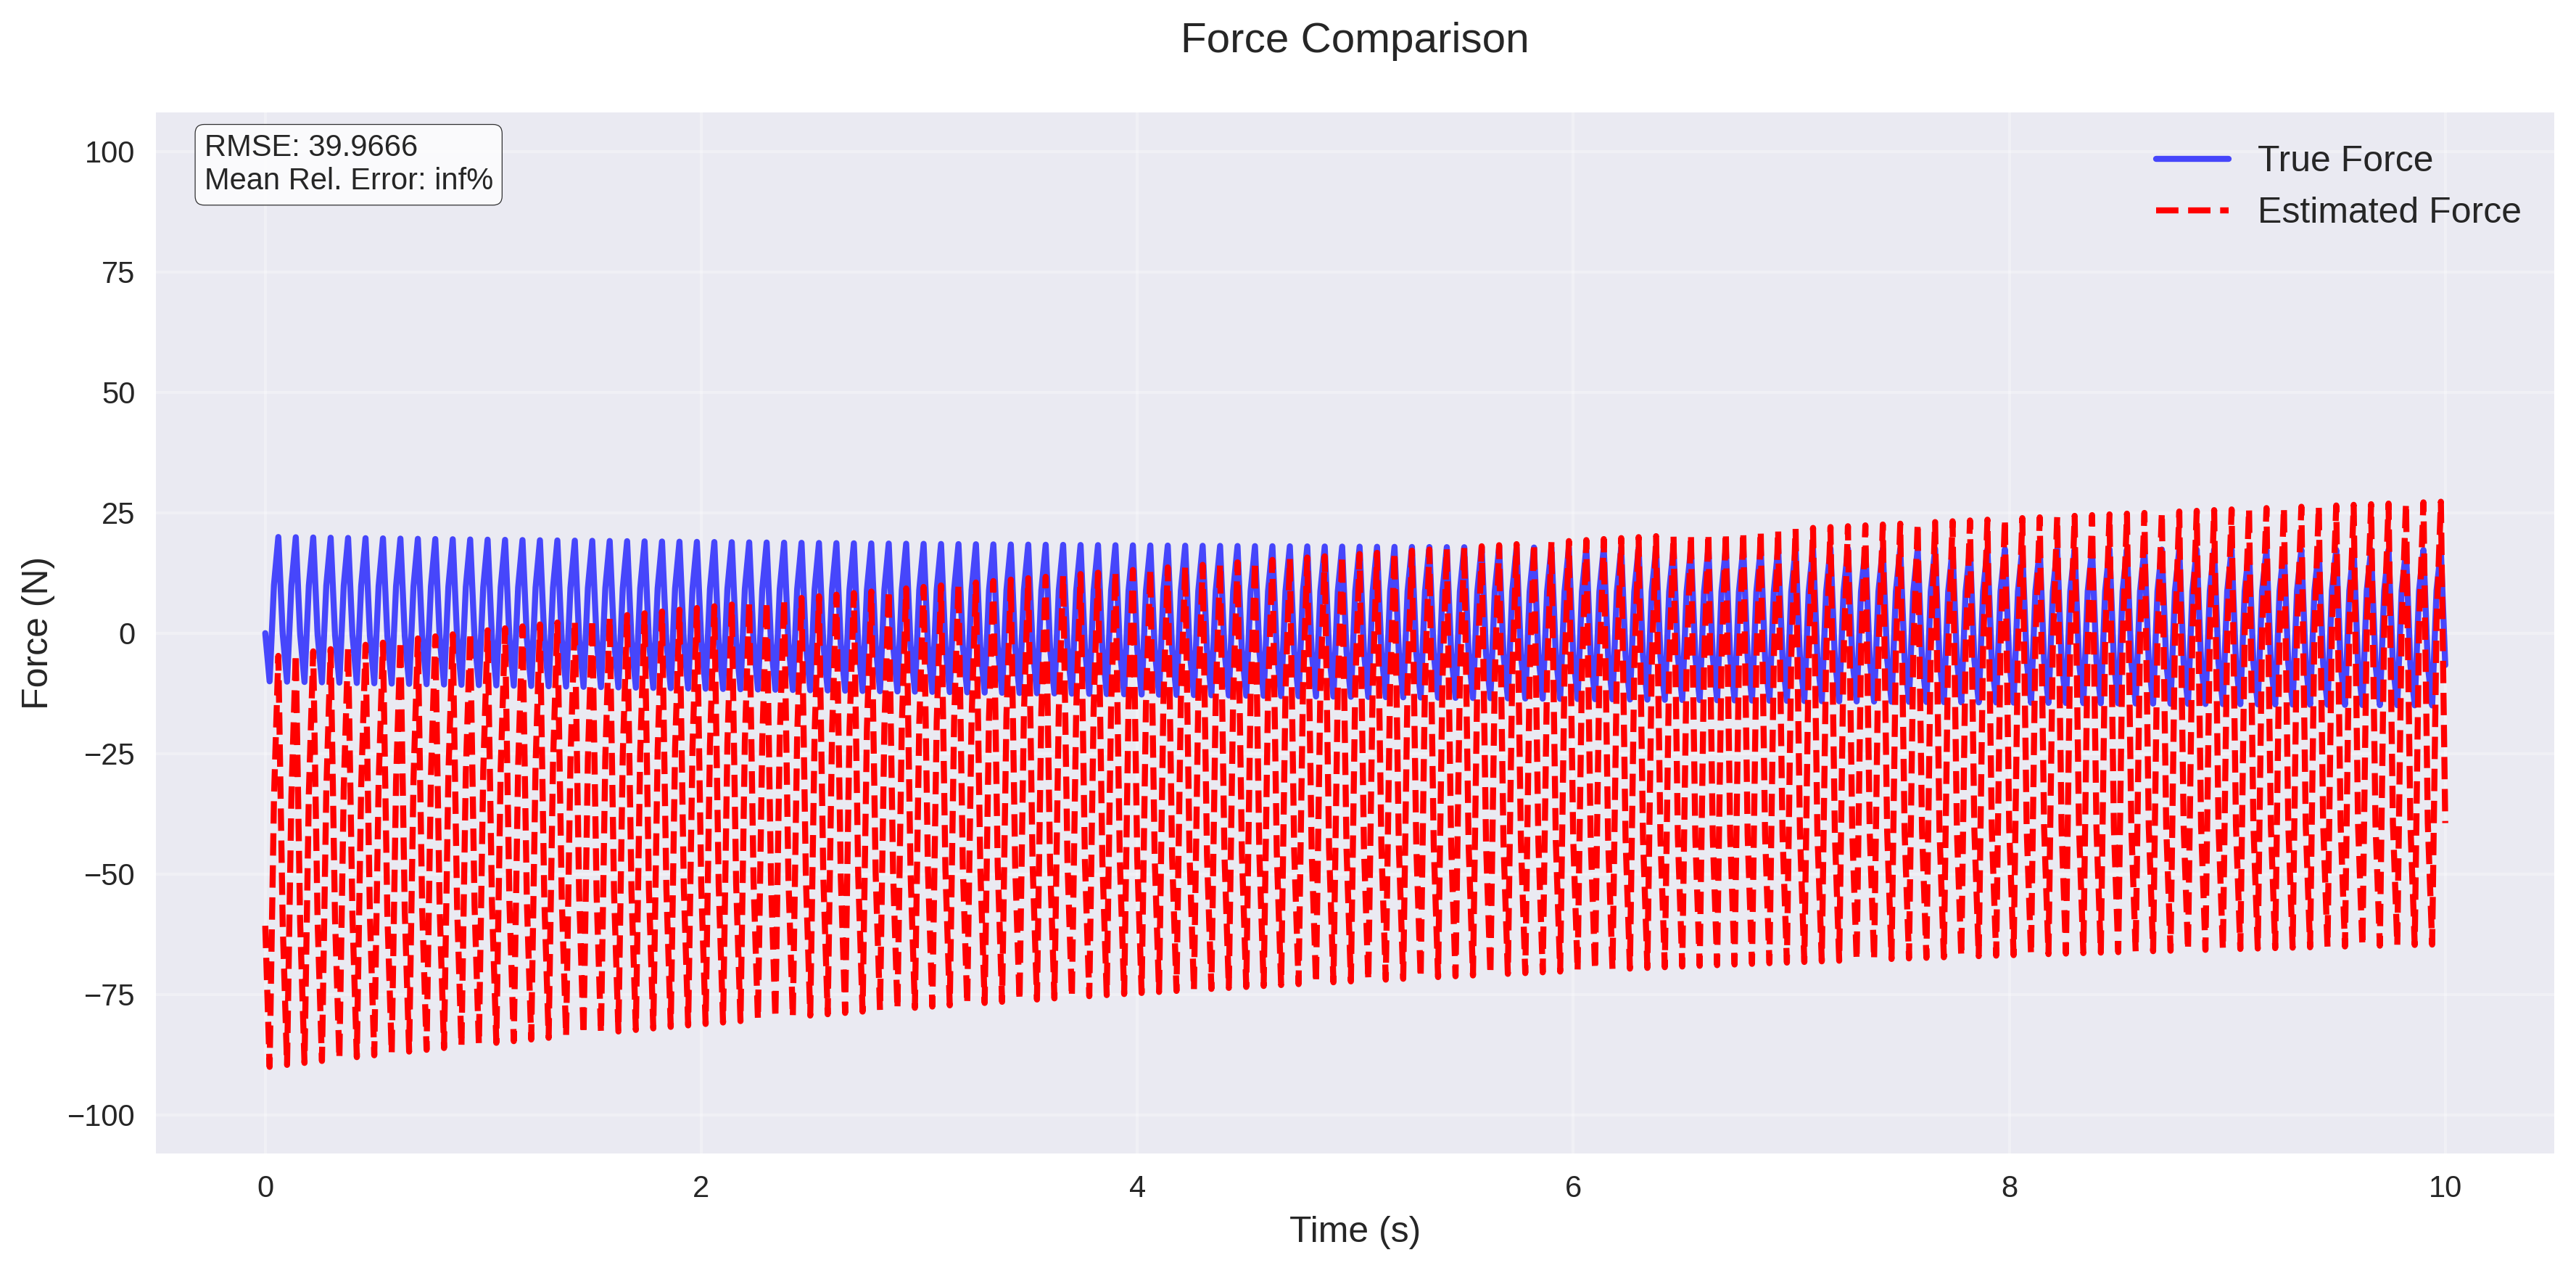 Force Comparison
RMSE: 39.9666
Mean Rel. Error: inf%
True Force
Estimated Force
100
75
50
25
0
−25
−50
−75
−100
Force (N)
0
2
4
6
8
10
Time (s)